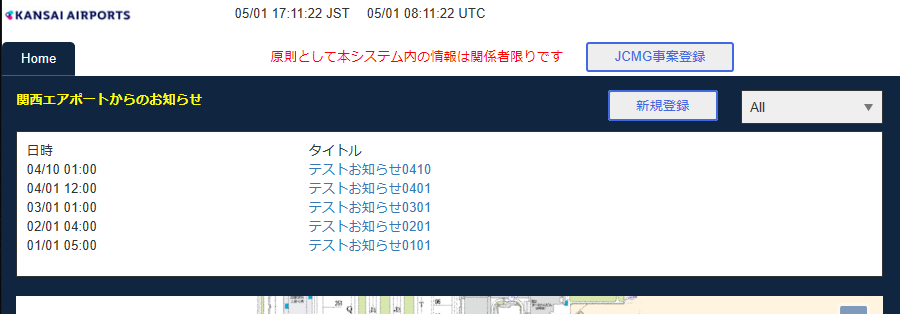 KANSAI AIRPORTS
05/01 17:11:22 JST 05/01 08:11:22 UTC
Home
原則として本システム内の情報は関係者限りです
JCMG事案登録
関西エアポートからのお知らせ
新規登録
All
日時 タイトル
04/10 01:00 テストお知らせ0410
04/01 12:00 テストお知らせ0401
03/01 01:00 テストお知らせ0301
02/01 04:00 テストお知らせ0201
01/01 05:00 テストお知らせ0101